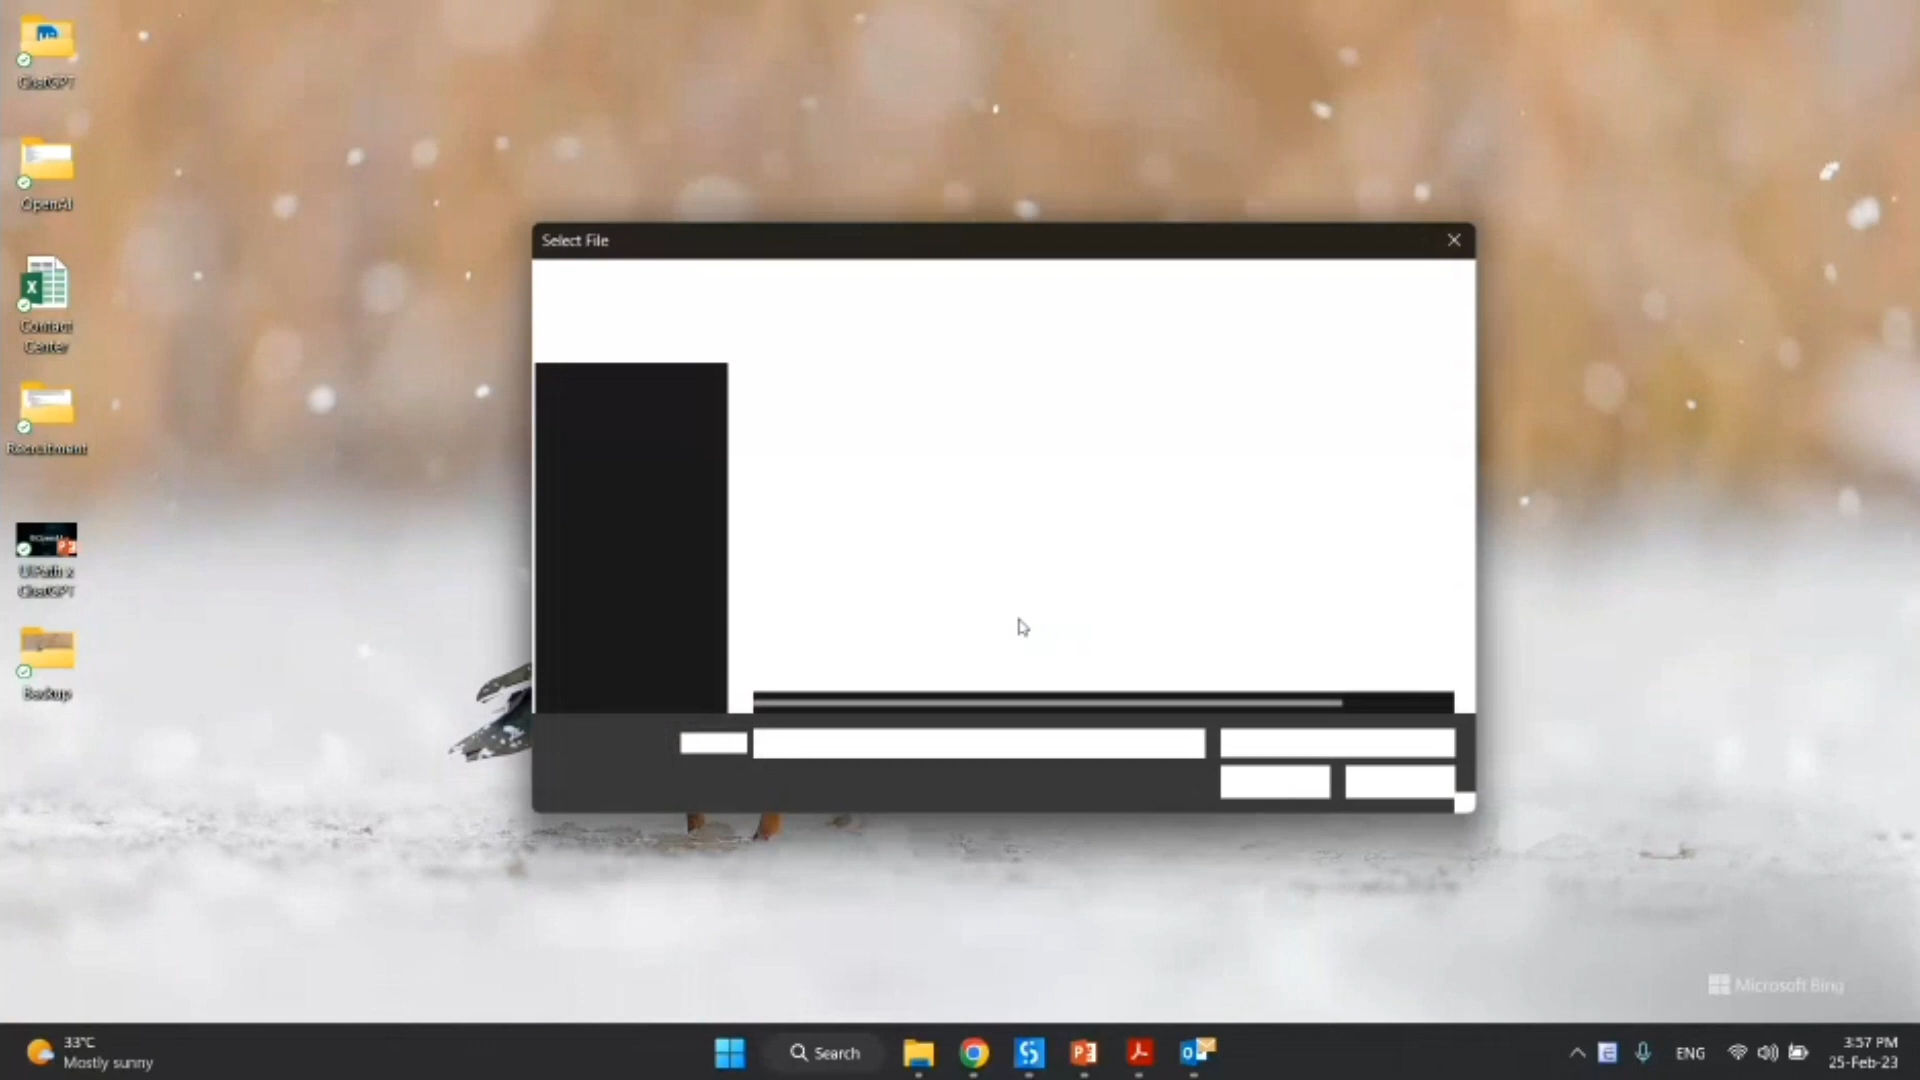 ChatGPT
OpenAI
Contact
Center
Recruitment
UiPath x
ChatGPT
Backup
Select File
Microsoft Bing
33°C
Mostly sunny
Search
ENG
3:57 PM
25-Feb-23